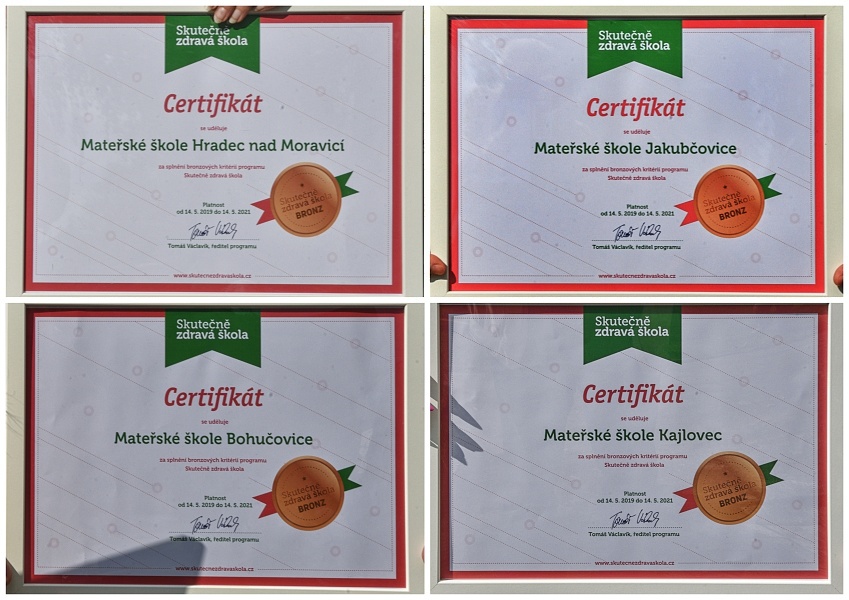 Skutečně
zdravá škola
Certifikát
se uděluje
Mateřské škole Hradec nad Moravicí
za splnění bronzových kritérií programu
Skutečně zdravá škola
Skutečně
zdravá škola
BRONZ
Platnost
od 14. 5. 2019 do 14. 5. 2021
Tomáš Václavík, ředitel programu
www.skutecnezdravaskola.cz
Skutečně
zdravá škola
Certifikát
se uděluje
Mateřské škole Jakubčovice
za splnění bronzových kritérií programu
Skutečně zdravá škola
Skutečně
zdravá škola
BRONZ
Platnost
od 14. 5. 2019 do 14. 5. 2021
Tomáš Václavík, ředitel programu
www.skutecnezdravaskola.cz
Skutečně
zdravá škola
Certifikát
se uděluje
Mateřské škole Bohučovice
za splnění bronzových kritérií programu
Skutečně zdravá škola
Skutečně
zdravá škola
BRONZ
Platnost
od 14. 5. 2019 do 14. 5. 2021
Tomáš Václavík, ředitel programu
www.skutecnezdravaskola.cz
Skutečně
zdravá škola
Certifikát
se uděluje
Mateřské škole Kajlovec
za splnění bronzových kritérií programu
Skutečně zdravá škola
Skutečně
zdravá škola
BRONZ
Platnost
od 14. 5. 2019 do 14. 5. 2021
Tomáš Václavík, ředitel programu
www.skutecnezdravaskola.cz